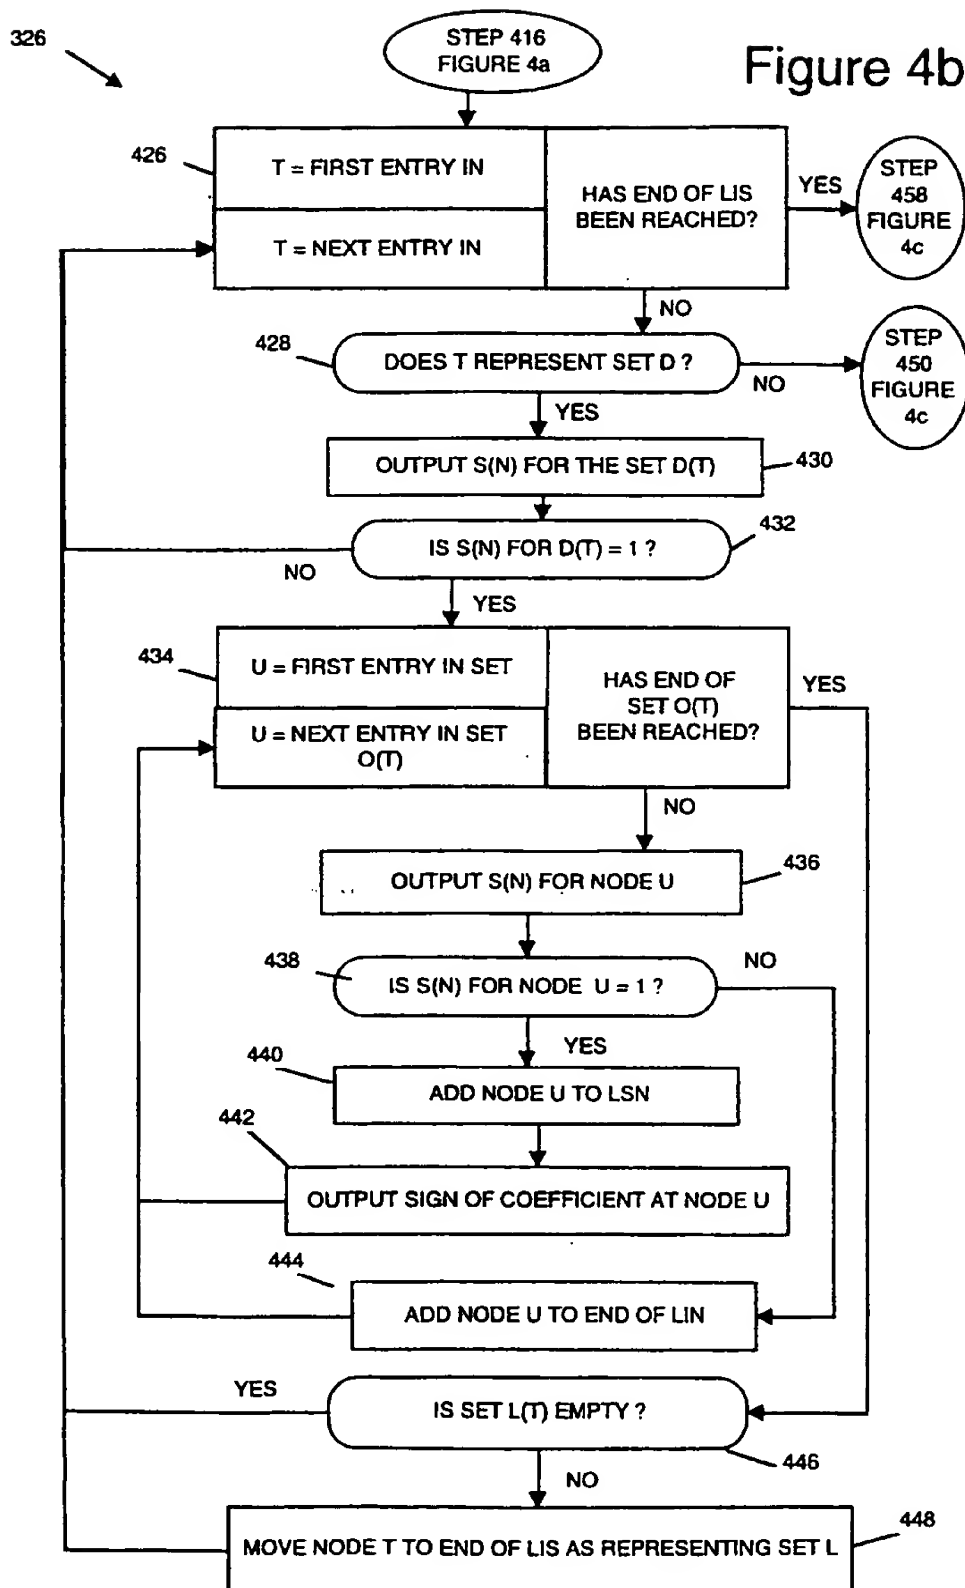 326
STEP 416
FIGURE 4a
Figure 4b
426
T = FIRST ENTRY IN
T = NEXT ENTRY IN
HAS END OF LIS
BEEN REACHED?
YES
STEP
458
FIGURE
4c
NO
428
DOES T REPRESENT SET D ?
NO
STEP
450
FIGURE
4c
YES
OUTPUT S(N) FOR THE SET D(T)
430
IS S(N) FOR D(T) = 1 ?
432
NO
YES
434
U = FIRST ENTRY IN SET
U = NEXT ENTRY IN SET
O(T)
HAS END OF
SET O(T)
BEEN REACHED?
YES
NO
OUTPUT S(N) FOR NODE U
436
438
IS S(N) FOR NODE U = 1 ?
NO
YES
440
ADD NODE U TO LSN
442
OUTPUT SIGN OF COEFFICIENT AT NODE U
444
ADD NODE U TO END OF LIN
YES
IS SET L(T) EMPTY ?
446
NO
MOVE NODE T TO END OF LIS AS REPRESENTING SET L
448